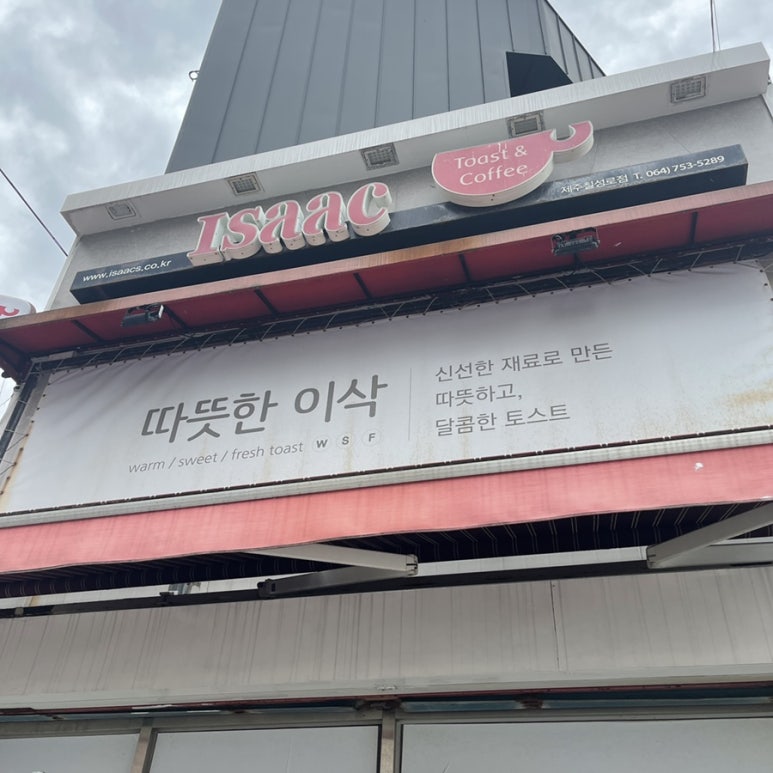 Toast &
Coffee
ISaac
www.isaacs.co.kr
제주칠성로점 T. 064) 753-5289
따뜻한 이삭
warm / sweet / fresh toast W S F
신선한 재료로 만든
따뜻하고,
달콤한 토스트